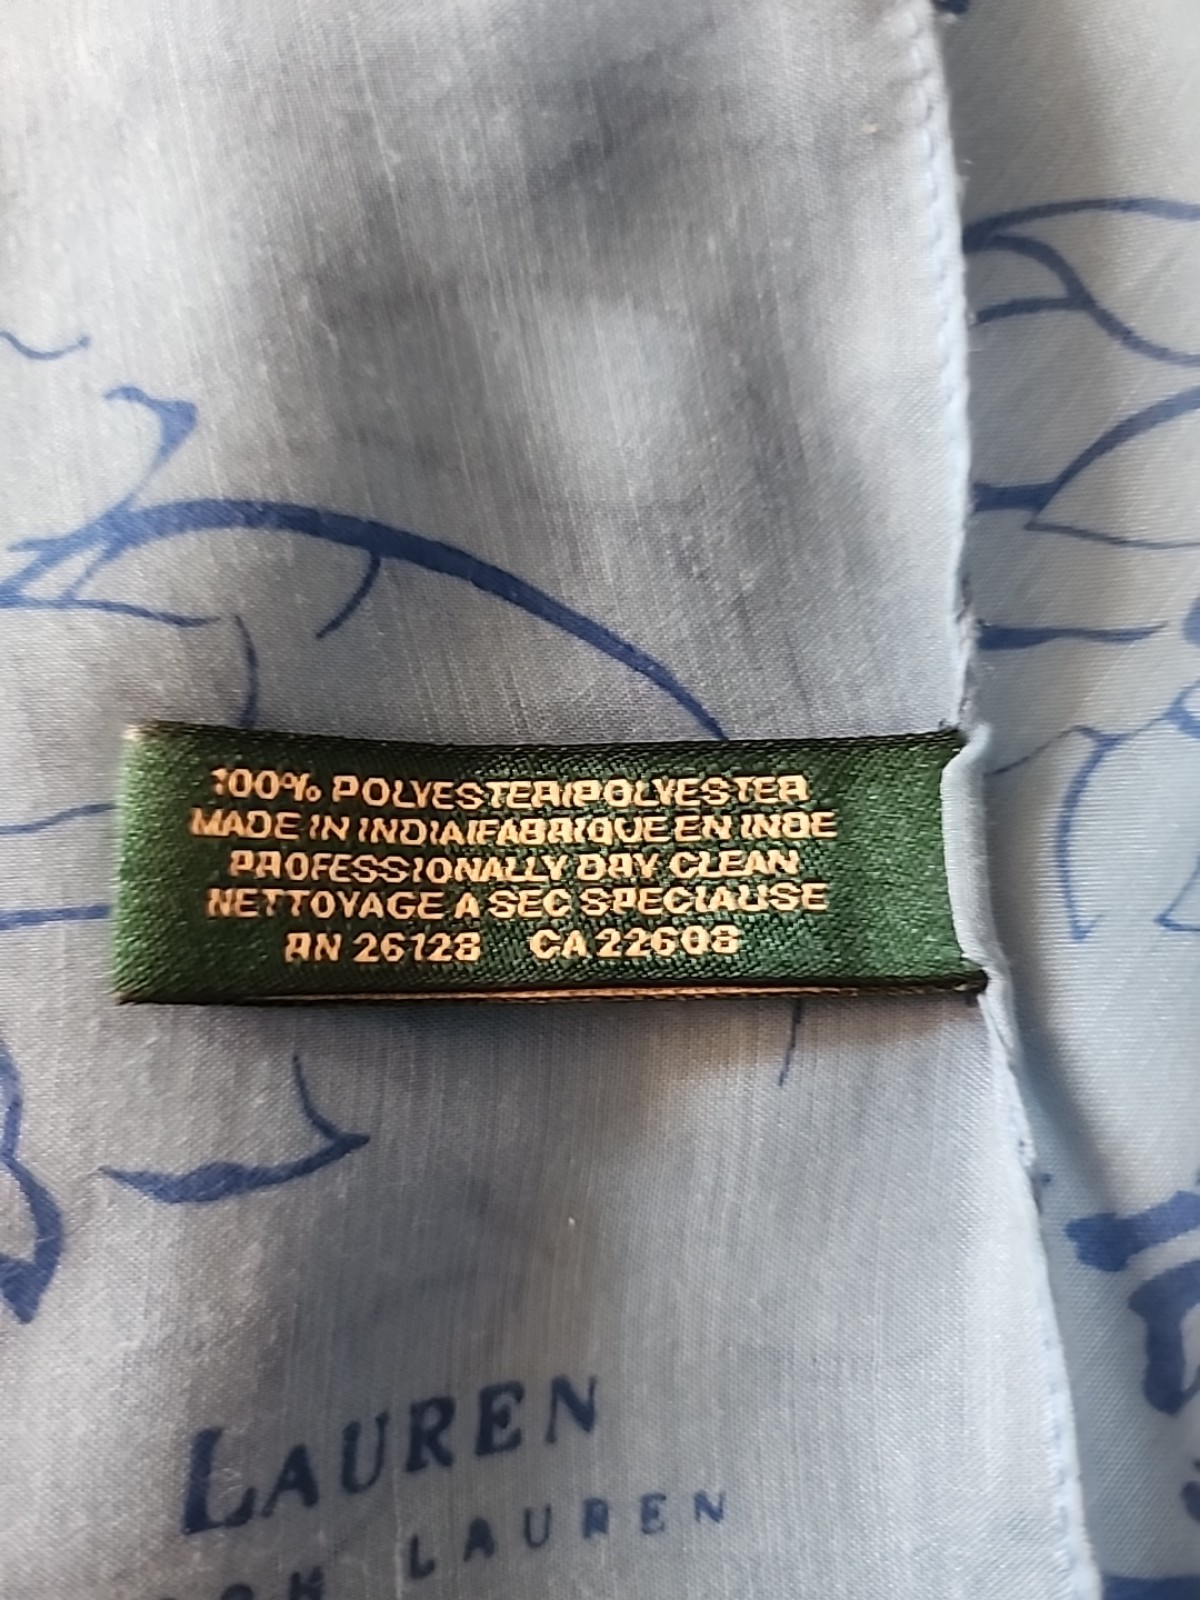 100% POLYESTER/POLYESTER
MADE IN INDIA/FABRIQUE EN INDE
PROFESSIONALLY DRY CLEAN
NETTOYAGE A SEC SPECIALISE
RN 26128 CA 22608
LAUREN
LAUREN